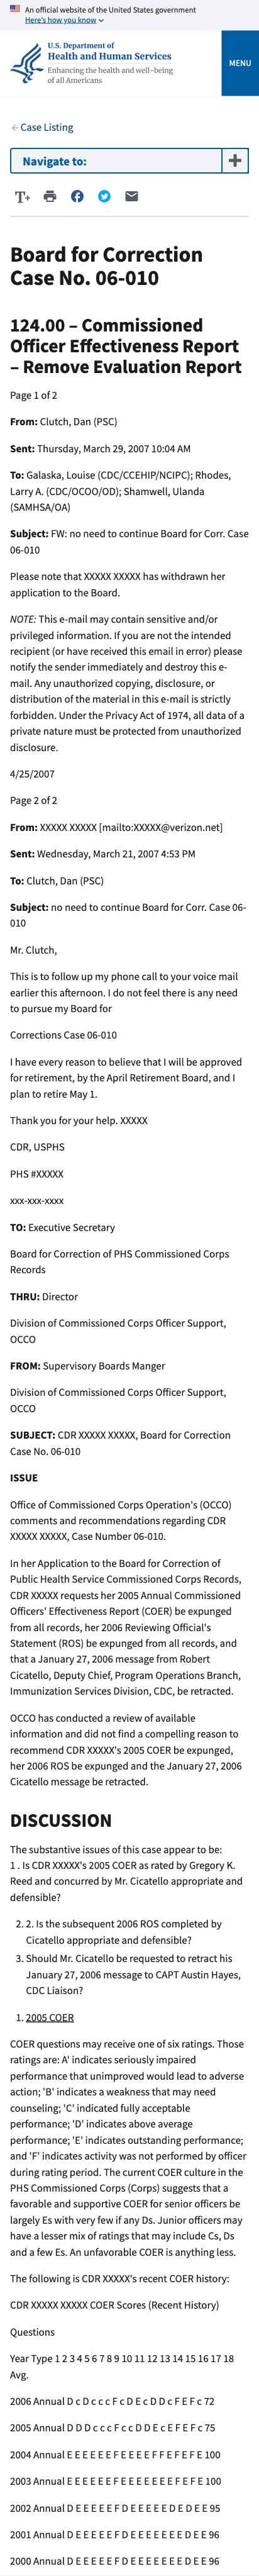 An official website of the United States government
Here's how you know
U.S. Department of
Health and Human Services
Enhancing the health and well-being
of all Americans
MENU
Case Listing
Navigate to:
T+
Board for Correction
Case No. 06-010
124.00 – Commissioned
Officer Effectiveness Report
– Remove Evaluation Report
Page 1 of 2
From: Clutch, Dan (PSC)
Sent: Thursday, March 29, 2007 10:04 AM
To: Galaska, Louise (CDC/CCEHIP/NCIPC); Rhodes,
Larry A. (CDC/OCOO/OD); Shamwell, Ulanda
(SAMHSA/OA)
Subject: FW: no need to continue Board for Corr. Case
06-010
Please note that XXXXX XXXXX has withdrawn her
application to the Board.
NOTE: This e-mail may contain sensitive and/or
privileged information. If you are not the intended
recipient (or have received this email in error) please
notify the sender immediately and destroy this e-
mail. Any unauthorized copying, disclosure, or
distribution of the material in this e-mail is strictly
forbidden. Under the Privacy Act of 1974, all data of a
private nature must be protected from unauthorized
disclosure.
4/25/2007
Page 2 of 2
From: XXXXX XXXXX [mailto:XXXXX@verizon.net]
Sent: Wednesday, March 21, 2007 4:53 PM
To: Clutch, Dan (PSC)
Subject: no need to continue Board for Corr. Case 06-
010
Mr. Clutch,
This is to follow up my phone call to your voice mail
earlier this afternoon. I do not feel there is any need
to pursue my Board for
Corrections Case 06-010
I have every reason to believe that I will be approved
for retirement, by the April Retirement Board, and I
plan to retire May 1.
Thank you for your help. XXXXX
CDR, USPHS
PHS #XXXXX
xxx-xxx-xxxx
TO: Executive Secretary
Board for Correction of PHS Commissioned Corps
Records
THRU: Director
Division of Commissioned Corps Officer Support,
OCCO
FROM: Supervisory Boards Manger
Division of Commissioned Corps Officer Support,
OCCO
SUBJECT: CDR XXXXX XXXXX, Board for Correction
Case No. 06-010
ISSUE
Office of Commissioned Corps Operation's (OCCO)
comments and recommendations regarding CDR
XXXXX XXXXX, Case Number 06-010.
In her Application to the Board for Correction of
Public Health Service Commissioned Corps Records,
CDR XXXXX requests her 2005 Annual Commissioned
Officers' Effectiveness Report (COER) be expunged
from all records, her 2006 Reviewing Official's
Statement (ROS) be expunged from all records, and
that a January 27, 2006 message from Robert
Cicatello, Deputy Chief, Program Operations Branch,
Immunization Services Division, CDC, be retracted.
OCCO has conducted a review of available
information and did not find a compelling reason to
recommend CDR XXXXX's 2005 COER be expunged,
her 2006 ROS be expunged and the January 27, 2006
Cicatello message be retracted.
DISCUSSION
The substantive issues of this case appear to be:
1 . Is CDR XXXXX's 2005 COER as rated by Gregory K.
Reed and concurred by Mr. Cicatello appropriate and
defensible?
2. 2. Is the subsequent 2006 ROS completed by
Cicatello appropriate and defensible?
3. Should Mr. Cicatello be requested to retract his
January 27, 2006 message to CAPT Austin Hayes,
CDC Liaison?
1. 2005 COER
COER questions may receive one of six ratings. Those
ratings are: A' indicates seriously impaired
performance that unimproved would lead to adverse
action; 'B' indicates a weakness that may need
counseling; 'C' indicated fully acceptable
performance; 'D' indicates above average
performance; 'E' indicates outstanding performance;
and 'F' indicates activity was not performed by officer
during rating period. The current COER culture in the
PHS Commissioned Corps (Corps) suggests that a
favorable and supportive COER for senior officers be
largely Es with very few if any Ds. Junior officers may
have a lesser mix of ratings that may include Cs, Ds
and a few Es. An unfavorable COER is anything less.
The following is CDR XXXXX's recent COER history:
CDR XXXXX XXXXX COER Scores (Recent History)
Questions
Year Type 1 2 3 4 5 6 7 8 9 10 11 12 13 14 15 16 17 18
Avg.
2006 Annual D c D c c c F c D E c D D c F E F c 72
2005 Annual D D D c c c F c c D D E c E F E F c 75
2004 Annual E E E E E E F E E E E F F E F E F E 100
2003 Annual E E E E E E F E E E E E E E F E F E 100
2002 Annual D E E E E E F D E E E E E D E D E E 95
2001 Annual D E E E E E F D E E E E E E E D E E 96
2000 Annual D E E E E E F D E E E E E E E D E E 96